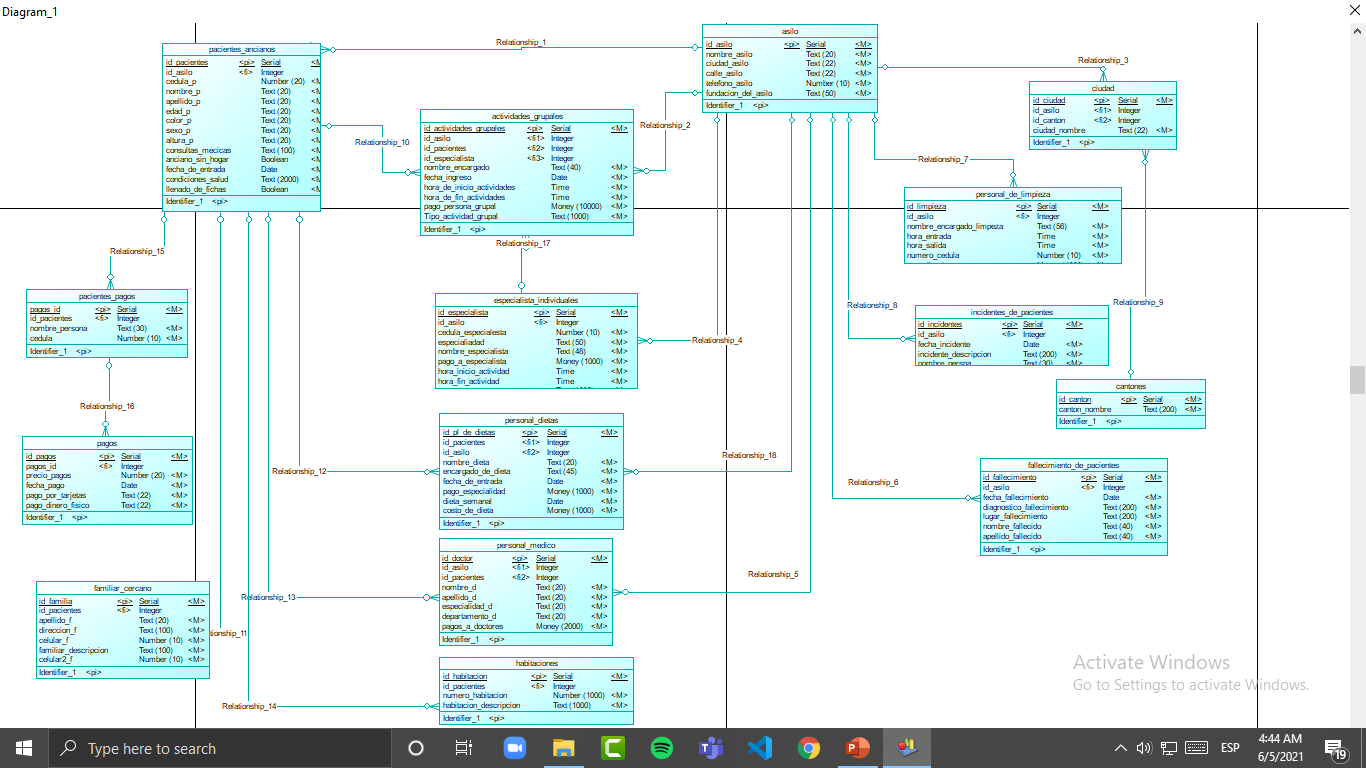 Diagram_1
Relationship_1
Relationship_3
Relationship_10
Relationship_2
Relationship_7
Relationship_15
Relationship_17
Relationship_8
Relationship_9
Relationship_4
Relationship_16
Relationship_12
Relationship_18
Relationship_6
Relationship_13
Relationship_5
tionship_11
Relationship_14
pacientes_ancianos
id_pacientes <pi> Serial <M
id_asilo <fi> Integer
cedula_p Number (20) <M
nombre_p Text (20) <M
apellido_p Text (20) <M
edad_p Text (20) <M
color_p Text (20) <M
sexo_p Text (20) <M
altura_p Text (20) <M
consultas_mecicas Text (100) <M
anciano_sin_hogar Boolean <M
fecha_de_entrada Date <M
condiciones_salud Text (2000) <M
llenado_de_fichas Boolean <M
Identifier_1 <pi>
asilo
id_asilo <pi> Serial <M>
nombre_asilo Text (20) <M>
ciudad_asilo Text (22) <M>
calle_asilo Text (22) <M>
telefono_asilo Number (10) <M>
fundacion_del_asilo Text (50) <M>
Identifier_1 <pi>
ciudad
id_ciudad <pi> Serial <M>
id_asilo <fi1> Integer
id_canton <fi2> Integer
ciudad_nombre Text (22) <M>
Identifier_1 <pi>
actividades_grupales
id_actividades_grupales <pi> Serial <M>
id_asilo <fi1> Integer
id_pacientes <fi2> Integer
id_especialista <fi3> Integer
nombre_encargado Text (40) <M>
fecha_ingreso Date <M>
hora_de_inicio_actividades Time <M>
hora_de_fin_actividades Time <M>
pago_persona_grupal Money (10000) <M>
Tipo_actividad_grupal Text (1000) <M>
Identifier_1 <pi>
personal_de_limpieza
id_limpieza <pi> Serial <M>
id_asilo <fi> Integer
nombre_encargado_limpeza Text (56) <M>
hora_entrada Time <M>
hora_salida Time <M>
numero_cedula Number (10) <M>
pacientes_pagos
pagos_id <pi> Serial <M>
id_pacientes <fi> Integer
nombre_persona Text (30) <M>
cedula Number (10) <M>
Identifier_1 <pi>
especialista_individuales
id_especialista <pi> Serial <M>
id_asilo <fi> Integer
cedula_especialesta Number (10) <M>
especialiadad Text (50) <M>
nombre_especialista Text (48) <M>
pago_a_especialista Money (1000) <M>
hora_inicio_actividad Time <M>
hora_fin_actividad Time <M>
incidentes_de_pacientes
id_incidentes <pi> Serial <M>
id_asilo <fi> Integer
fecha_incidente Date <M>
incidente_descripcion Text (200) <M>
nombre_persona Text (30) <M>
cantones
id_canton <pi> Serial <M>
canton_nombre Text (200) <M>
Identifier_1 <pi>
pagos
id_pagos <pi> Serial <M>
pagos_id <fi> Integer
precio_pagos Number (20) <M>
fecha_pago Date <M>
pago_por_tarjetas Text (22) <M>
pago_dinero_fisico Text (22) <M>
Identifier_1 <pi>
personal_dietas
id_pl_de_dietas <pi> Serial <M>
id_pacientes <fi1> Integer
id_asilo <fi2> Integer
nombre_dieta Text (20) <M>
encargado_de_dieta Text (45) <M>
fecha_de_entrada Date <M>
pago_especialidad Money (1000) <M>
dieta_semanal Date <M>
costo_de_dieta Money (1000) <M>
Identifier_1 <pi>
fallecimiento_de_pacientes
id_fallecimiento <pi> Serial <M>
id_asilo <fi> Integer
fecha_fallecimiento Date <M>
diagnostico_fallecimiento Text (200) <M>
lugar_fallecimiento Text (200) <M>
nombre_fallecido Text (40) <M>
apellido_fallecido Text (40) <M>
Identifier_1 <pi>
personal_medico
id_doctor <pi> Serial <M>
id_asilo <fi1> Integer
id_pacientes <fi2> Integer
nombre_d Text (20) <M>
apellido_d Text (20) <M>
especialidad_d Text (20) <M>
departamento_d Text (20) <M>
pagos_a_doctores Money (2000) <M>
Identifier_1 <pi>
familiar_cercano
id_familia <pi> Serial <M>
id_pacientes <fi> Integer
apellido_f Text (20) <M>
direccion_f Text (100) <M>
celular_f Number (10) <M>
familiar_descripcion Text (100) <M>
celular2_f Number (10) <M>
Identifier_1 <pi>
habitaciones
id_habitacion <pi> Serial <M>
id_pacientes <fi> Integer
numero_habitacion Number (1000) <M>
habitacion_descripcion Text (1000) <M>
Identifier_1 <pi>
Activate Windows
Go to Settings to activate Windows.
Type here to search
ESP
4:44 AM
6/5/2021
19